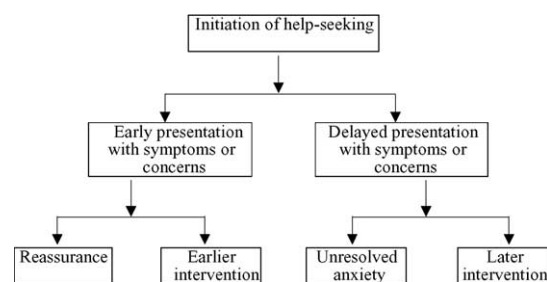 Initiation of help-seeking
Early presentation
with symptoms or
concerns
Delayed presentation
with symptoms or
concerns
Reassurance
Earlier
intervention
Unresolved
anxiety
Later
intervention